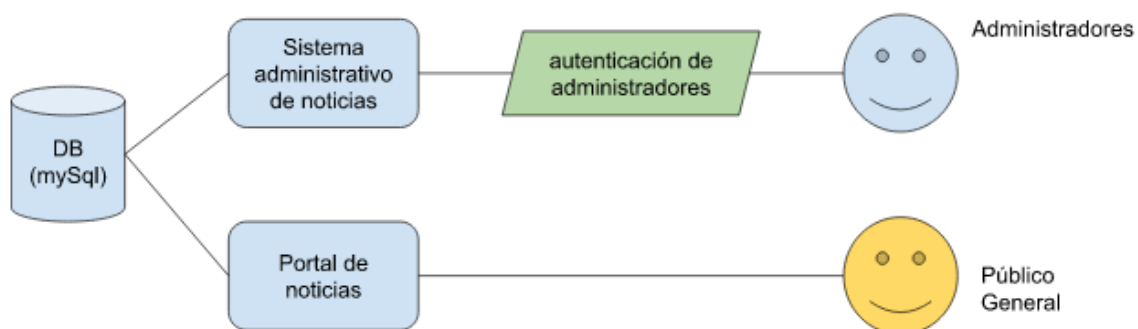 Sistema
administrativo
de noticias
autenticación de
administradores
Administradores
DB
(mySql)
Portal de
noticias
Público
General